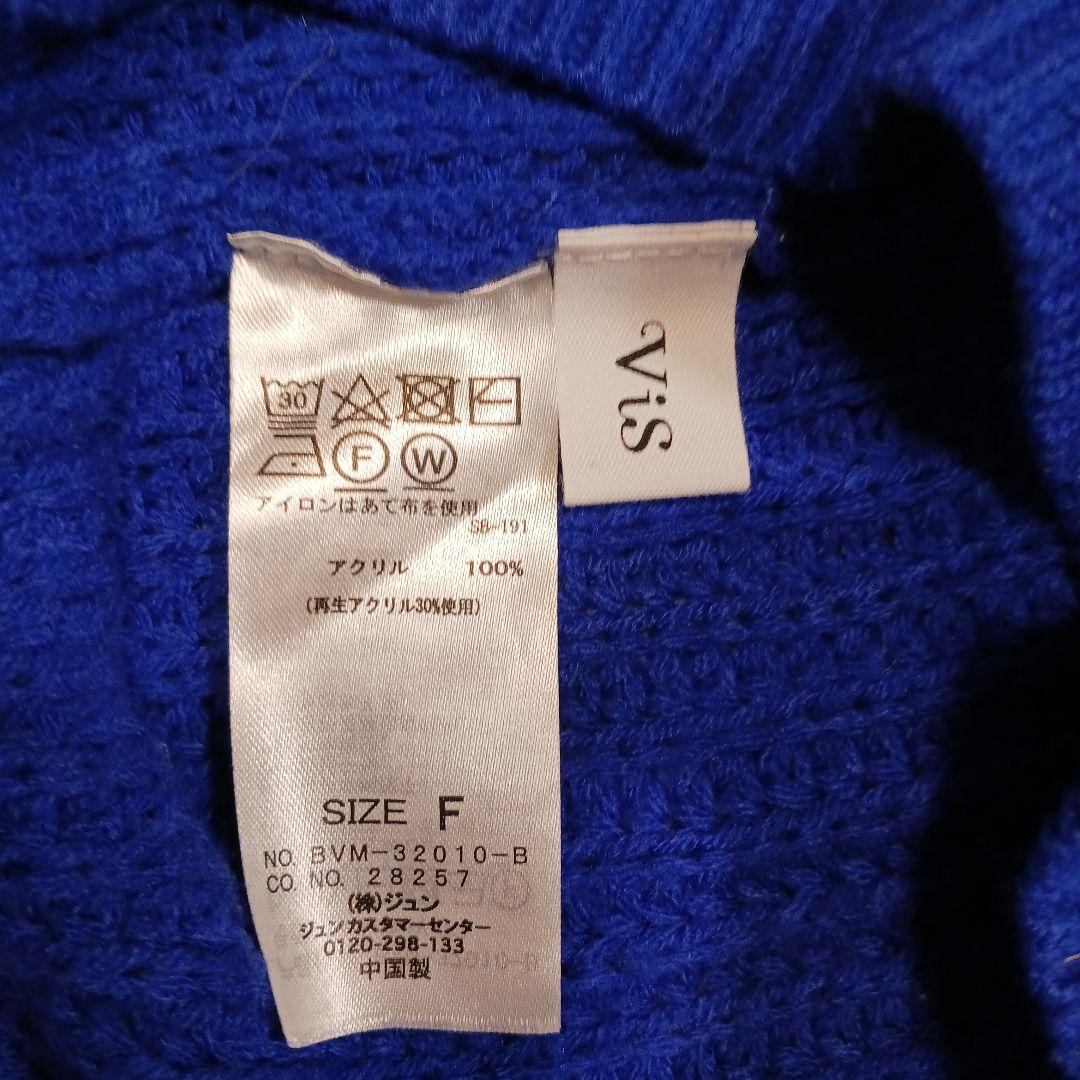 30
F W
アイロンはあて布を使用
SB-191
アクリル 100%
(再生アクリル30%使用)
SIZE F
NO. BVM-32010-B
CO. NO. 28257
(株)ジュン
ジュンカスタマーセンター
0120-298-133
中国製
ViS